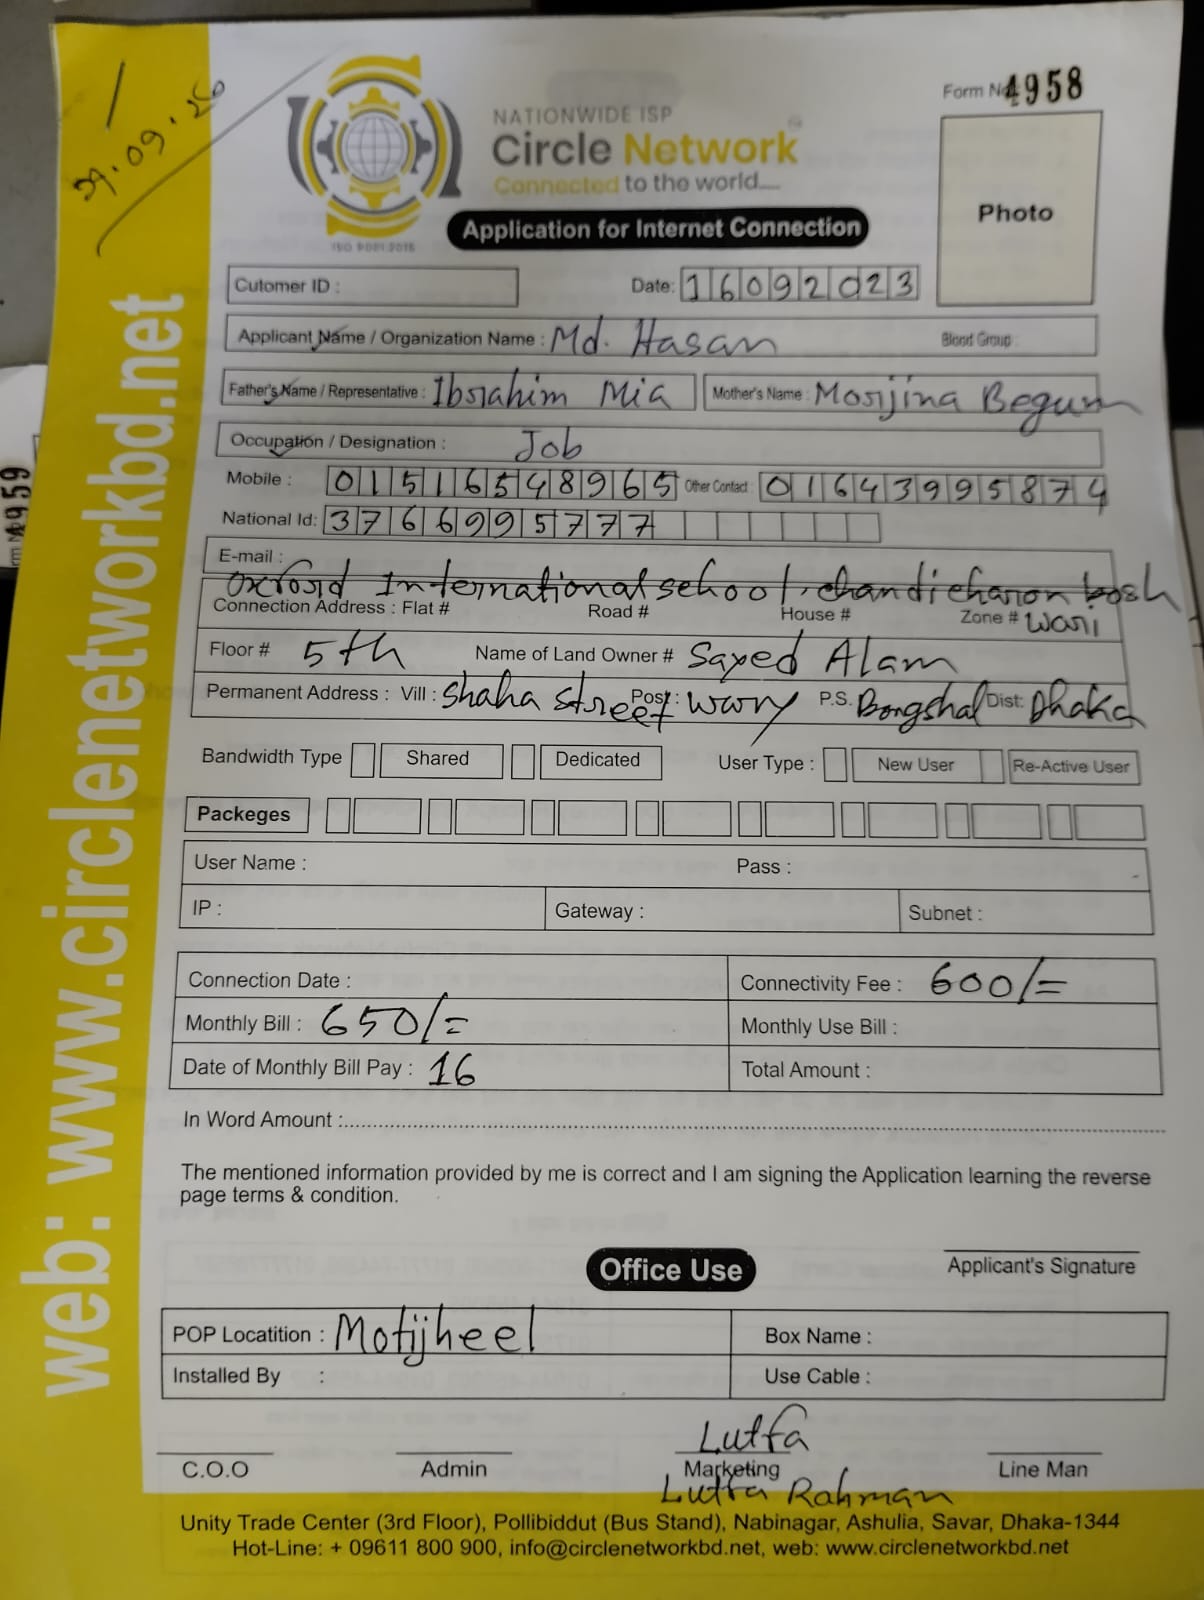 Form No 4958
NATIONWIDE ISP
Circle Network
Connected to the world....
ISO 9001:2015
Application for Internet Connection
Photo
Cutomer ID :
Date: 16092023
Applicant Name / Organization Name : Md. Hasan Blood Group :
Father's Name / Representative : Ibrahim Mia Mother's Name : Morijina Begum
Occupation / Designation : Job
Mobile : 01516548965 Other Contact : 01643995874
National Id: 3766995777
E-mail :
Oxford International school, chandicharon bosh
Connection Address : Flat # Road # House # Zone # Wari
Floor # 5th Name of Land Owner # Sayed Alam
Permanent Address : Vill : Shaha Street Post : Wary P.S. Bongshal Dist: Dhaka
Bandwidth Type Shared Dedicated User Type : New User Re-Active User
Packeges
User Name : Pass :
IP : Gateway : Subnet :
Connection Date : Connectivity Fee : 600/=
Monthly Bill : 650/= Monthly Use Bill :
Date of Monthly Bill Pay : 16 Total Amount :
In Word Amount :
The mentioned information provided by me is correct and I am signing the Application learning the reverse
page terms & condition.
Applicant's Signature
Office Use
POP Locatition : Motijheel Box Name :
Installed By : Use Cable :
Lutfa
C.O.O Admin Marketing Line Man
Lutfa Rahman
Unity Trade Center (3rd Floor), Pollibiddut (Bus Stand), Nabinagar, Ashulia, Savar, Dhaka-1344
Hot-Line: + 09611 800 900, info@circlenetworkbd.net, web: www.circlenetworkbd.net
web: www.circlenetworkbd.net
4959